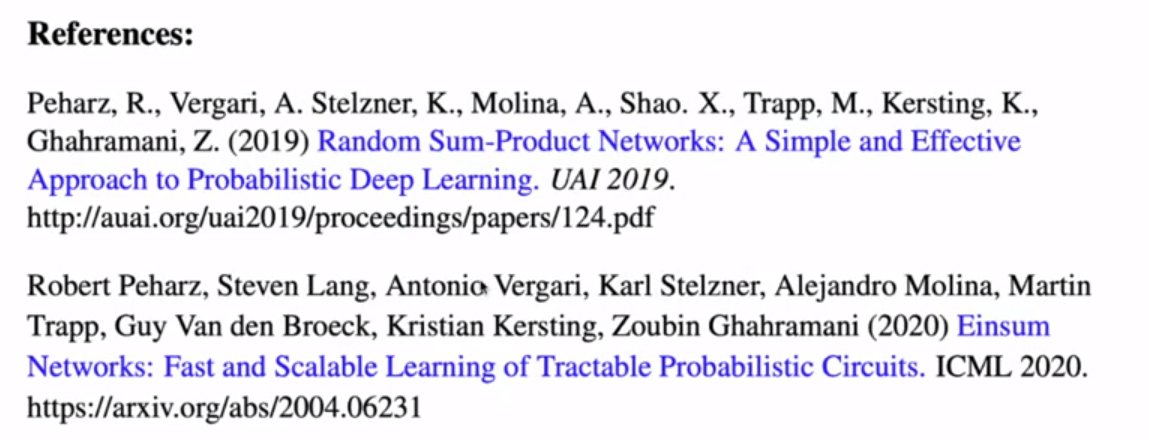 References:
Peharz, R., Vergari, A. Stelzner, K., Molina, A., Shao. X., Trapp, M., Kersting, K.,
Ghahramani, Z. (2019) Random Sum-Product Networks: A Simple and Effective
Approach to Probabilistic Deep Learning. UAI 2019.
http://auai.org/uai2019/proceedings/papers/124.pdf
Robert Peharz, Steven Lang, Antonio Vergari, Karl Stelzner, Alejandro Molina, Martin
Trapp, Guy Van den Broeck, Kristian Kersting, Zoubin Ghahramani (2020) Einsum
Networks: Fast and Scalable Learning of Tractable Probabilistic Circuits. ICML 2020.
https://arxiv.org/abs/2004.06231